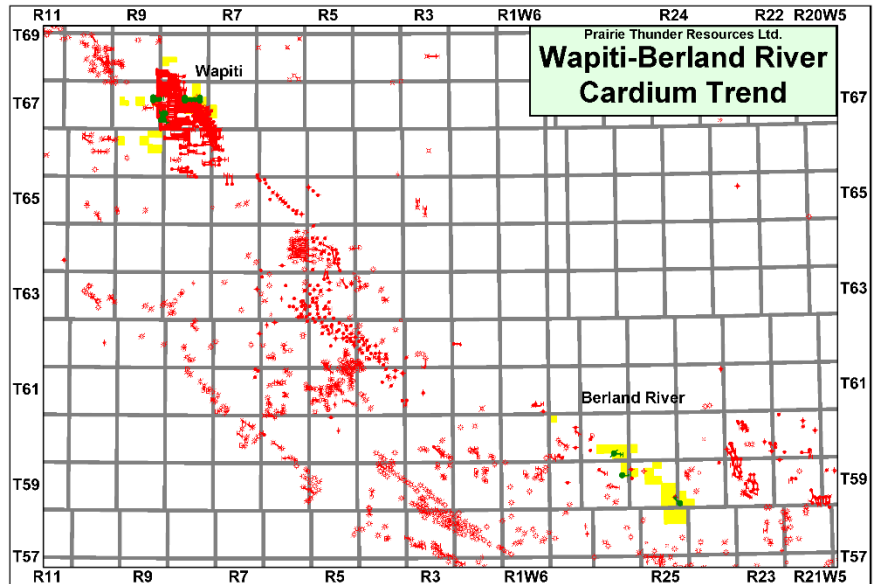 R11 R9 R7 R5 R3 R1W6 R24 R22 R20W5
Prairie Thunder Resources Ltd.
Wapiti-Berland River
Cardium Trend
T69
Wapiti
T67 T67
T65 T65
T63 T63
T61 T61
Berland River
T59 T59
T57 T57
R11 R9 R7 R5 R3 R1W6 R25 R23 R21W5